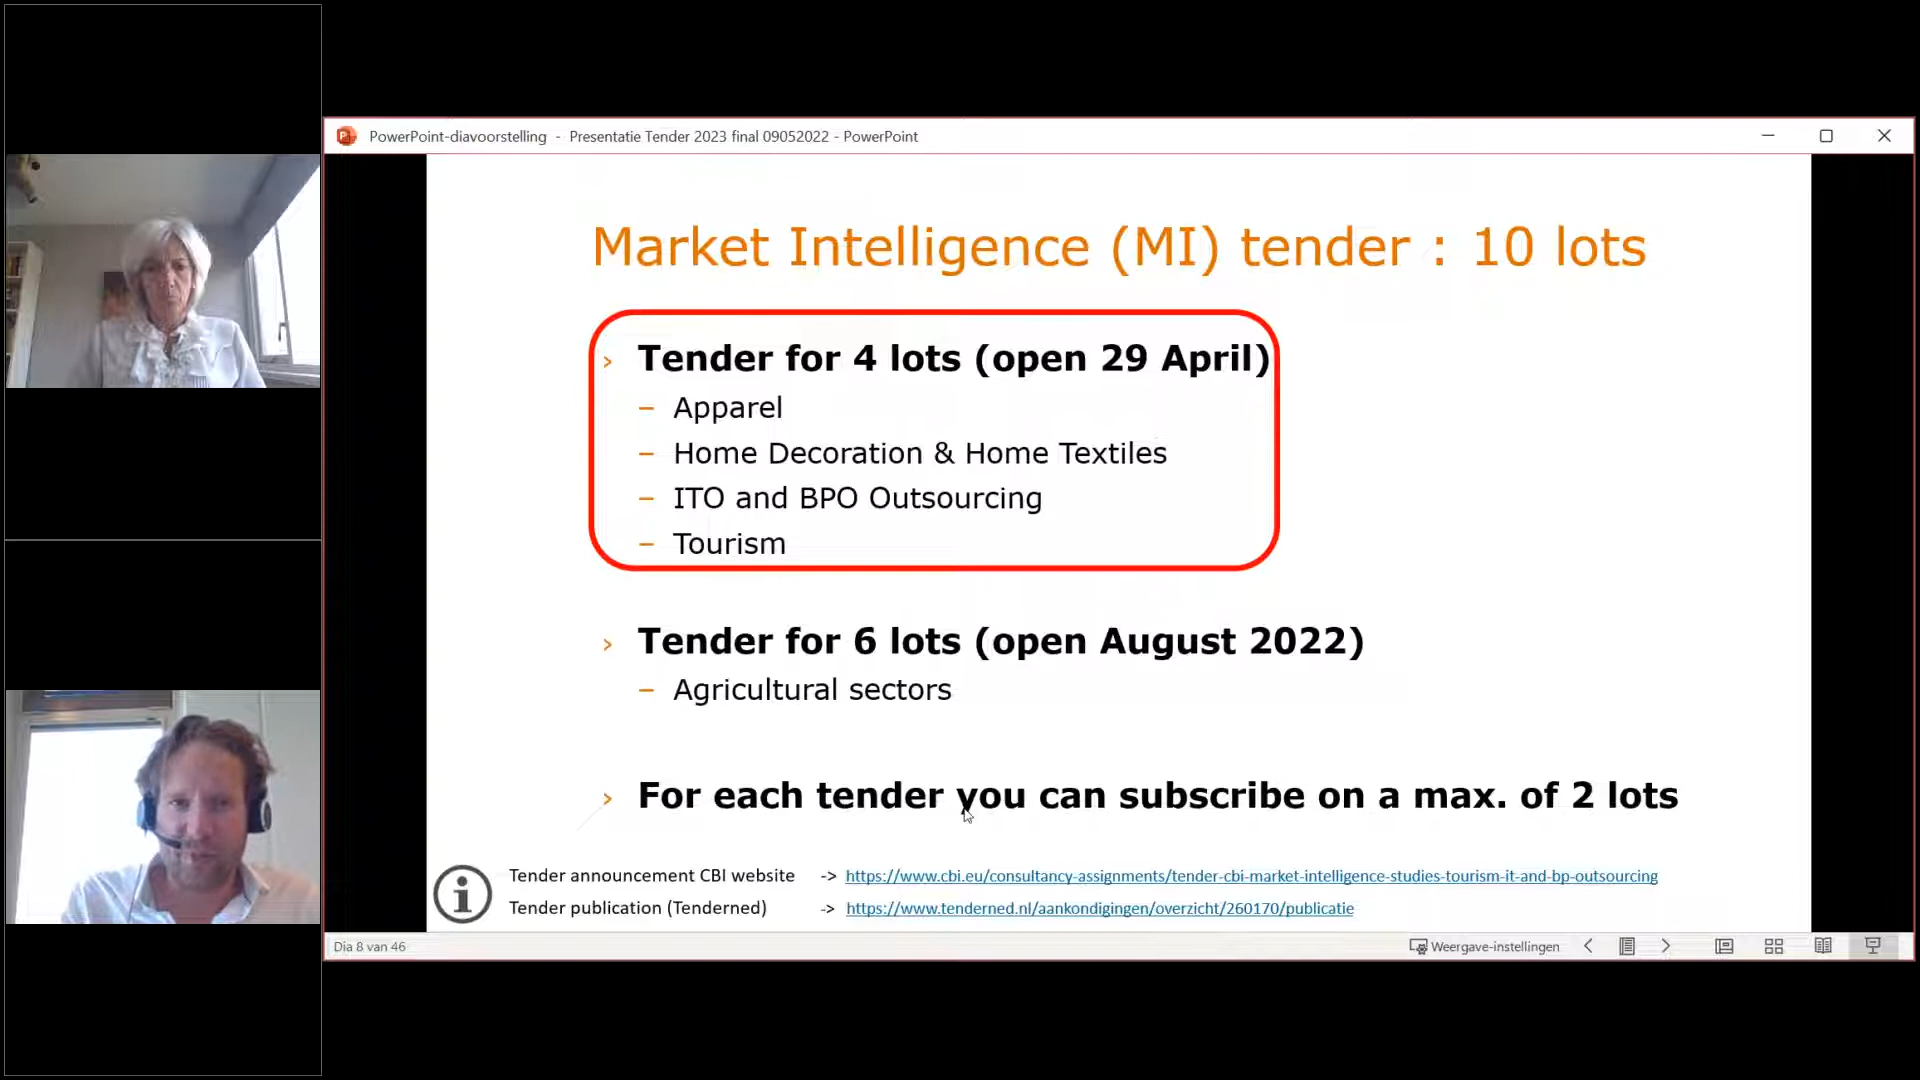 PowerPoint-diavoorstelling - Presentatie Tender 2023 final 09052022 - PowerPoint
Market Intelligence (MI) tender : 10 lots
› Tender for 4 lots (open 29 April)
– Apparel
– Home Decoration & Home Textiles
– ITO and BPO Outsourcing
– Tourism
› Tender for 6 lots (open August 2022)
– Agricultural sectors
› For each tender you can subscribe on a max. of 2 lots
Tender announcement CBI website -> https://www.cbi.eu/consultancy-assignments/tender-cbi-market-intelligence-studies-tourism-it-and-bp-outsourcing
Tender publication (Tenderned) -> https://www.tenderned.nl/aankondigingen/overzicht/260170/publicatie
Dia 8 van 46 Weergave-instellingen